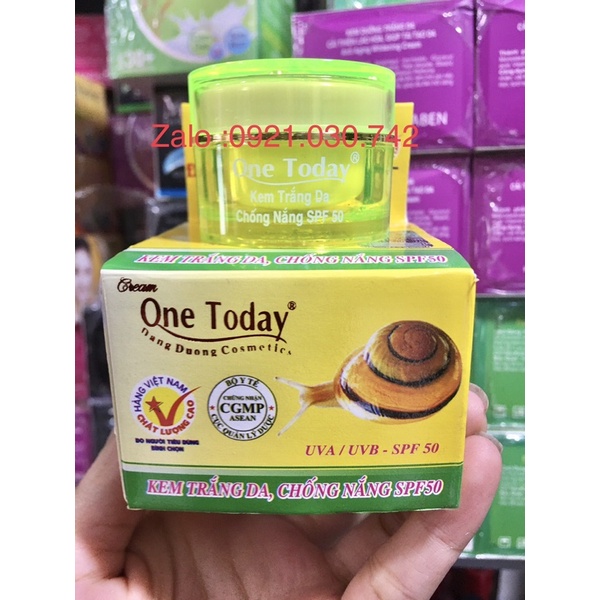 Zalo :0921.030.742
One Today®
Kem Trắng Da
Chống Nắng SPF 50
KEM TRẮNG DA, CHỐNG NẮNG SPF50
Cream
One Today®
Dang Duong Cosmetics
HÀNG VIỆT NAM
CHẤT LƯỢNG CAO
DO NGƯỜI TIÊU DÙNG
BÌNH CHỌN
BỘ Y TẾ
CHỨNG NHẬN
CGMP
ASEAN
CỤC QUẢN LÝ DƯỢC
UVA / UVB - SPF 50
KEM TRẮNG DA, CHỐNG NẮNG SPF50